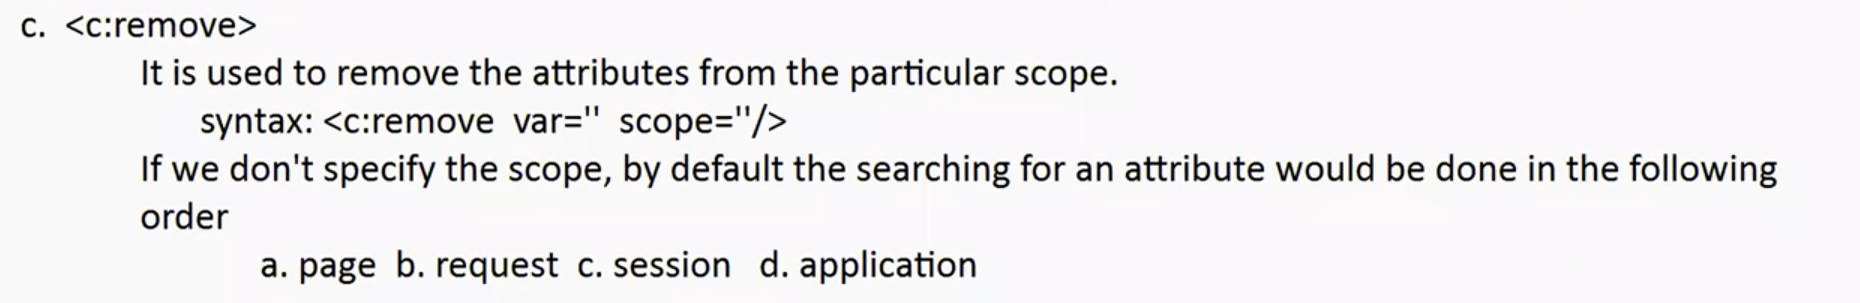 c. <c:remove>
It is used to remove the attributes from the particular scope.
syntax: <c:remove var='' scope=''/>
If we don't specify the scope, by default the searching for an attribute would be done in the following
order
a. page b. request c. session d. application